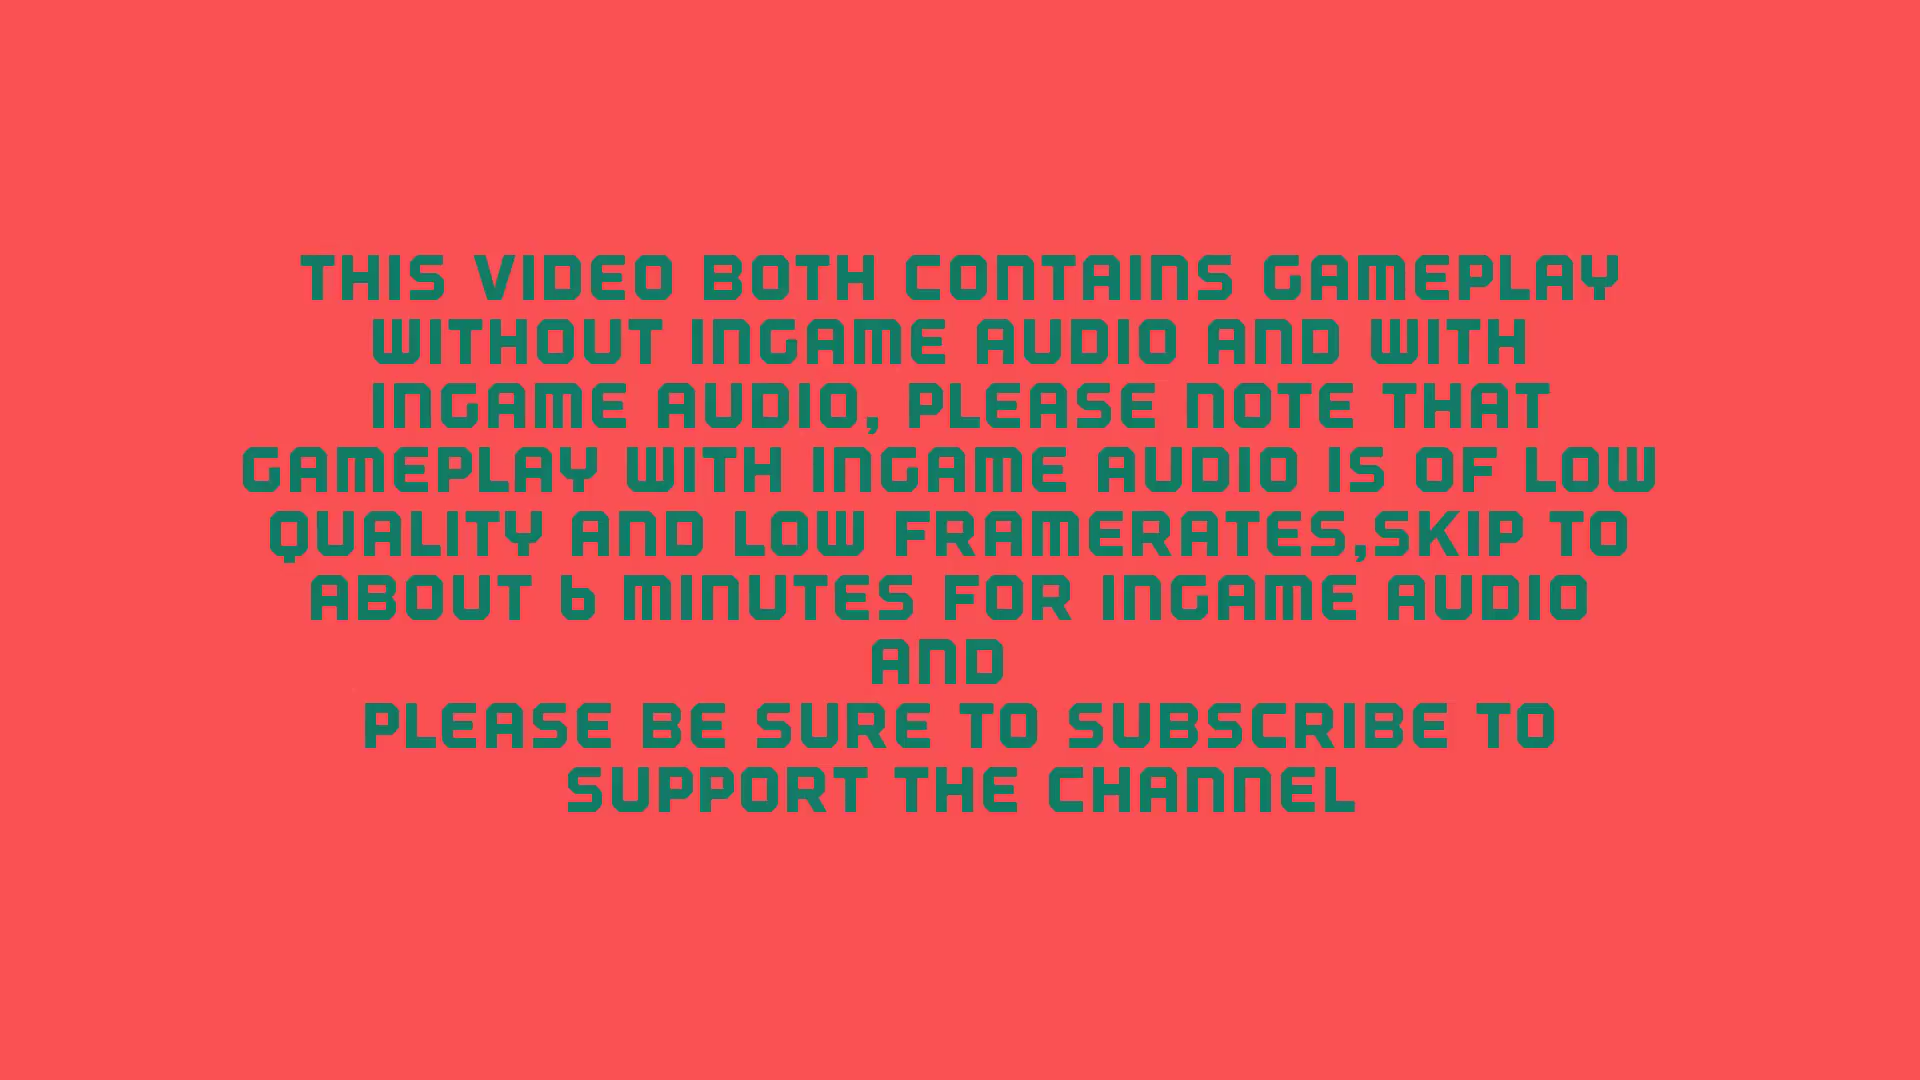 THIS VIDEO BOTH CONTAINS GAMEPLAY
WITHOUT INGAME AUDIO AND WITH
INGAME AUDIO, PLEASE NOTE THAT
GAMEPLAY WITH INGAME AUDIO IS OF LOW
QUALITY AND LOW FRAMERATES,SKIP TO
ABOUT 6 MINUTES FOR INGAME AUDIO
AND
PLEASE BE SURE TO SUBSCRIBE TO
SUPPORT THE CHANNEL